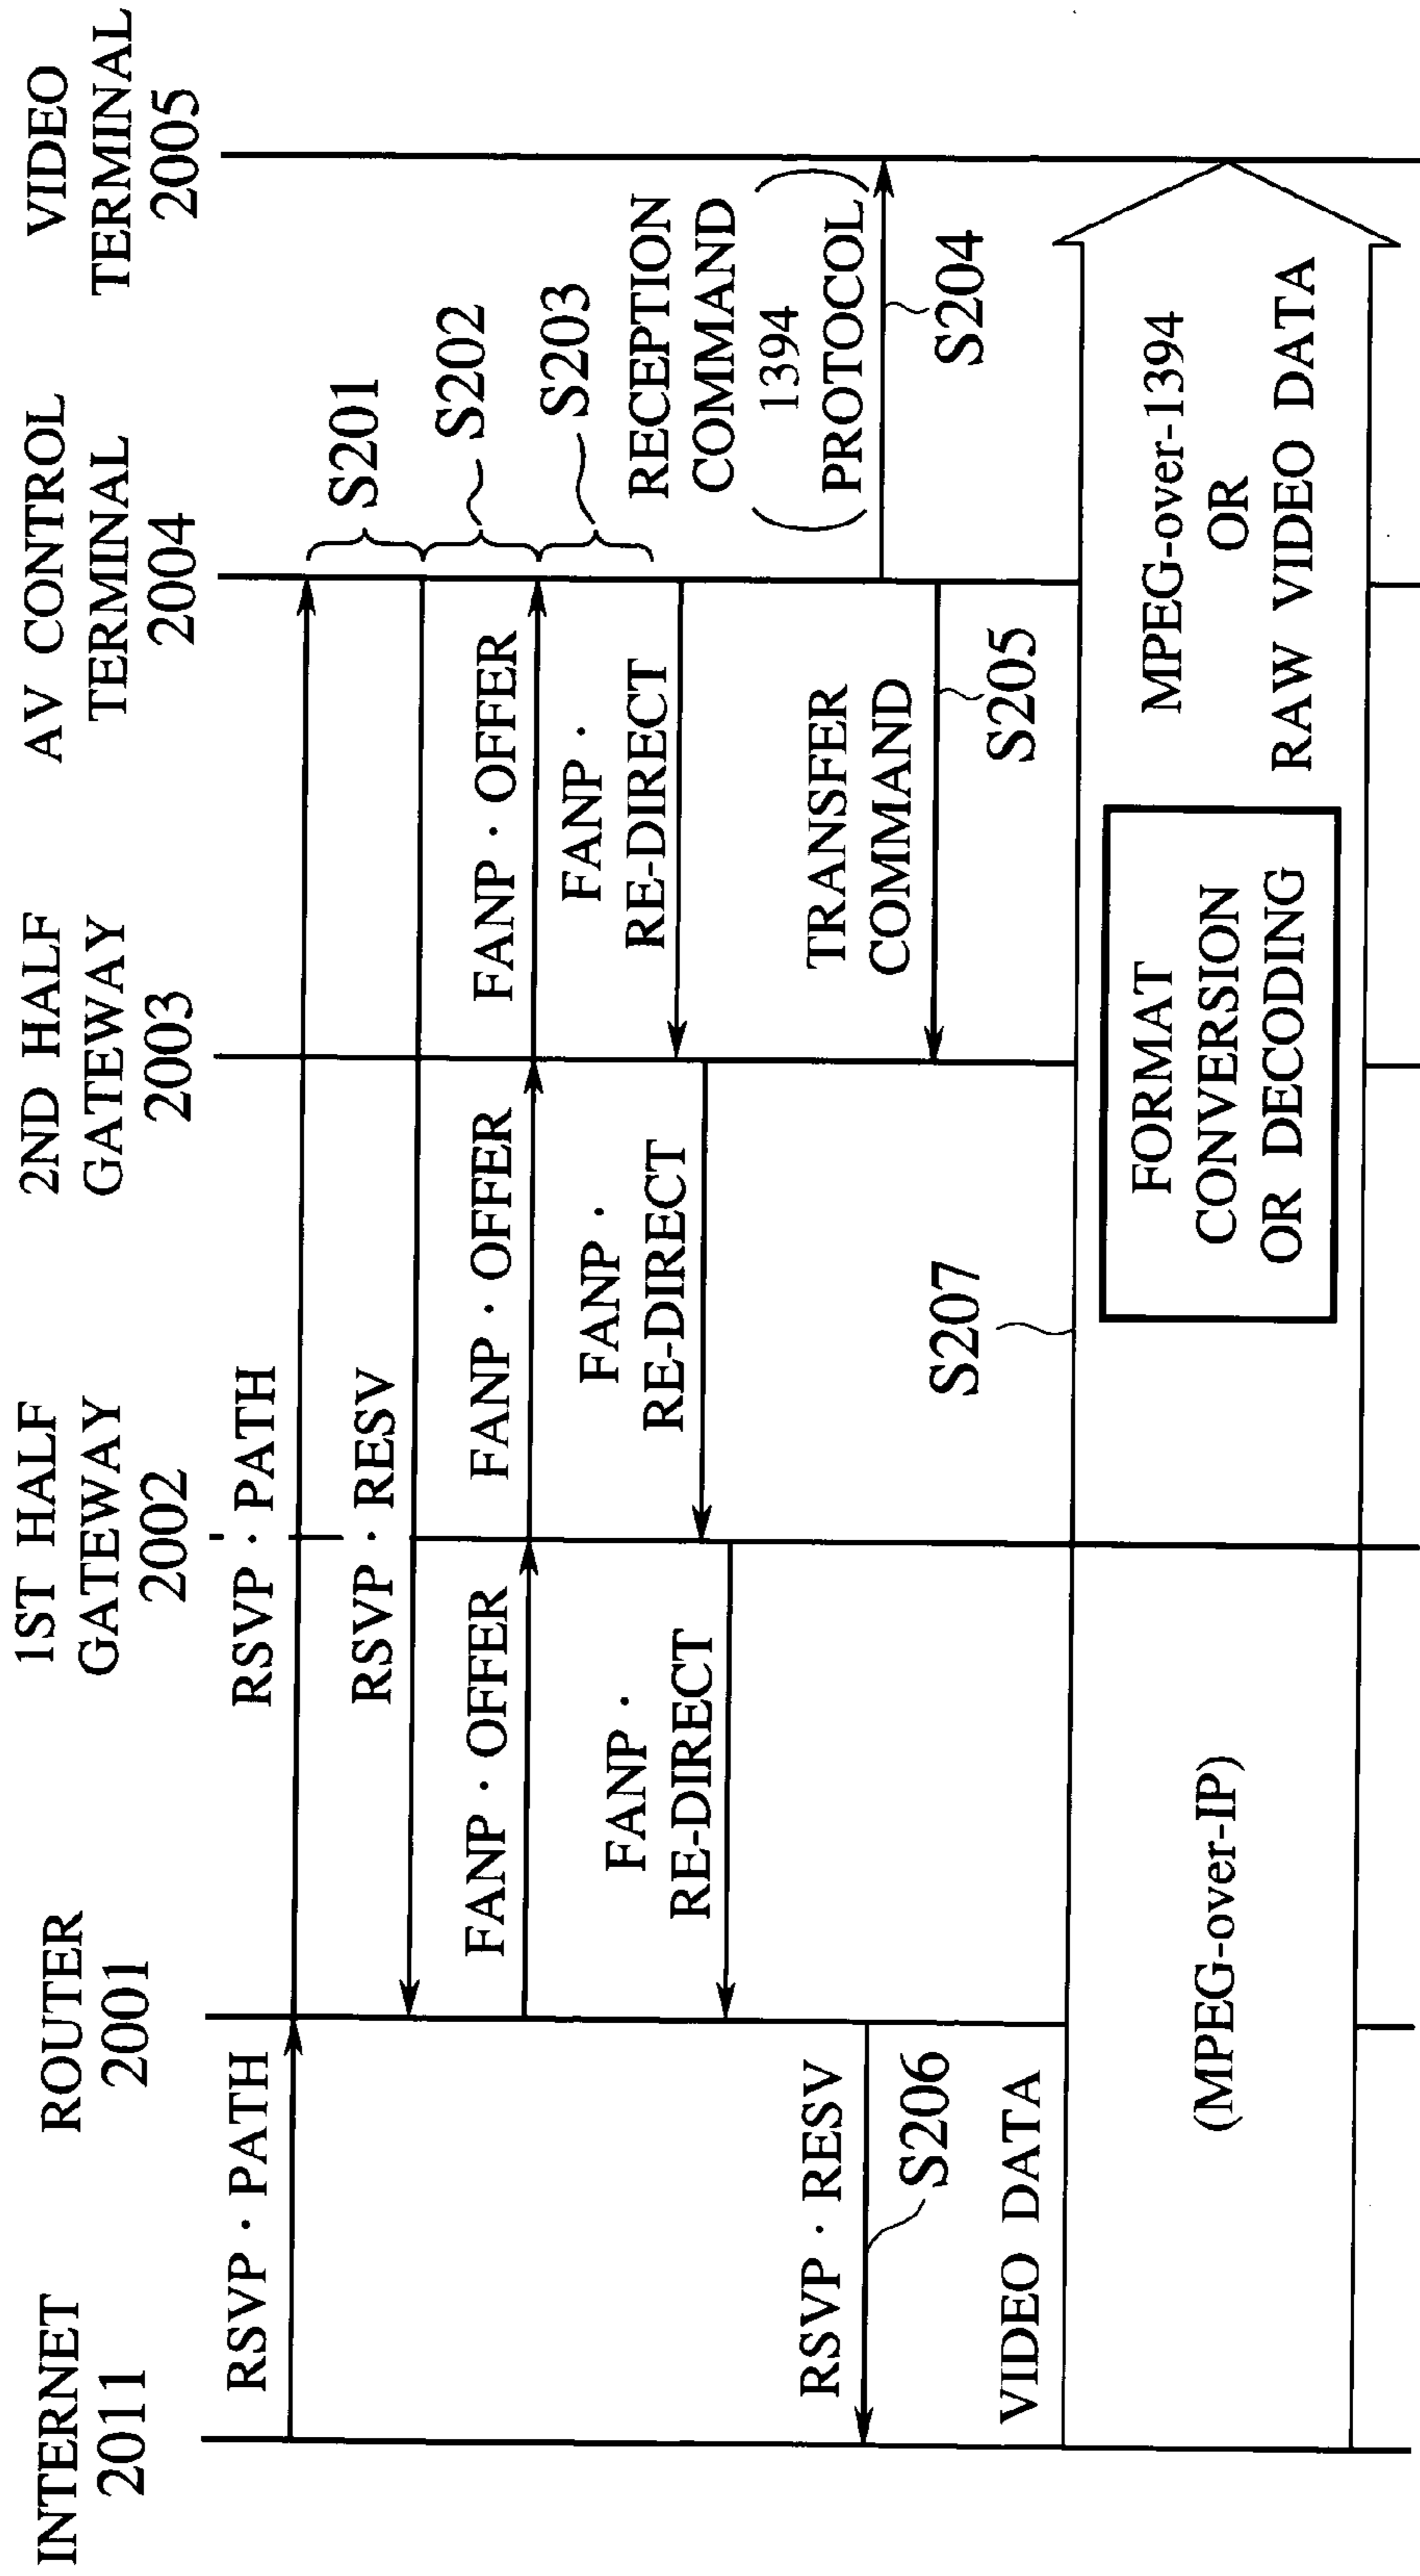 INTERNET
2011
ROUTER
2001
1ST HALF
GATEWAY
2002
2ND HALF
GATEWAY
2003
AV CONTROL
TERMINAL
2004
VIDEO
TERMINAL
2005
RSVP · PATH
RSVP · PATH
S201
RSVP · RESV
S202
FANP · OFFER
FANP · OFFER
FANP · OFFER
S203
FANP ·
RE-DIRECT
FANP ·
RE-DIRECT
FANP ·
RE-DIRECT
RECEPTION
COMMAND
(1394
PROTOCOL)
S204
TRANSFER
COMMAND
S205
RSVP · RESV
S206
VIDEO DATA
S207
(MPEG-over-IP)
FORMAT
CONVERSION
OR DECODING
MPEG-over-1394
OR
RAW VIDEO DATA